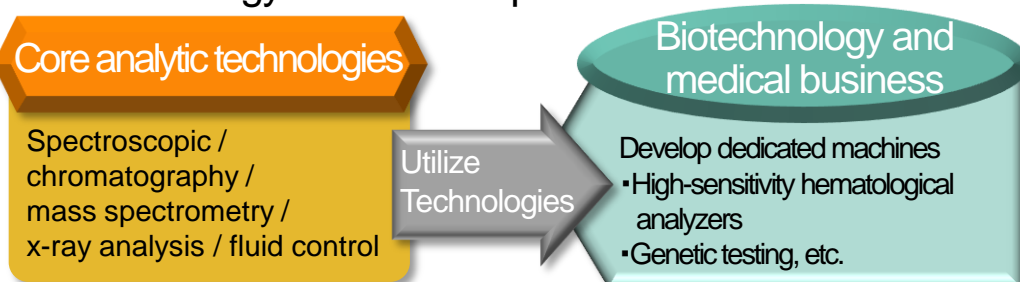 Core analytic technologies
Spectroscopic /
chromatography /
mass spectrometry /
x-ray analysis / fluid control
Utilize
Technologies
Biotechnology and
medical business
Develop dedicated machines
▪High-sensitivity hematological
analyzers
▪Genetic testing, etc.